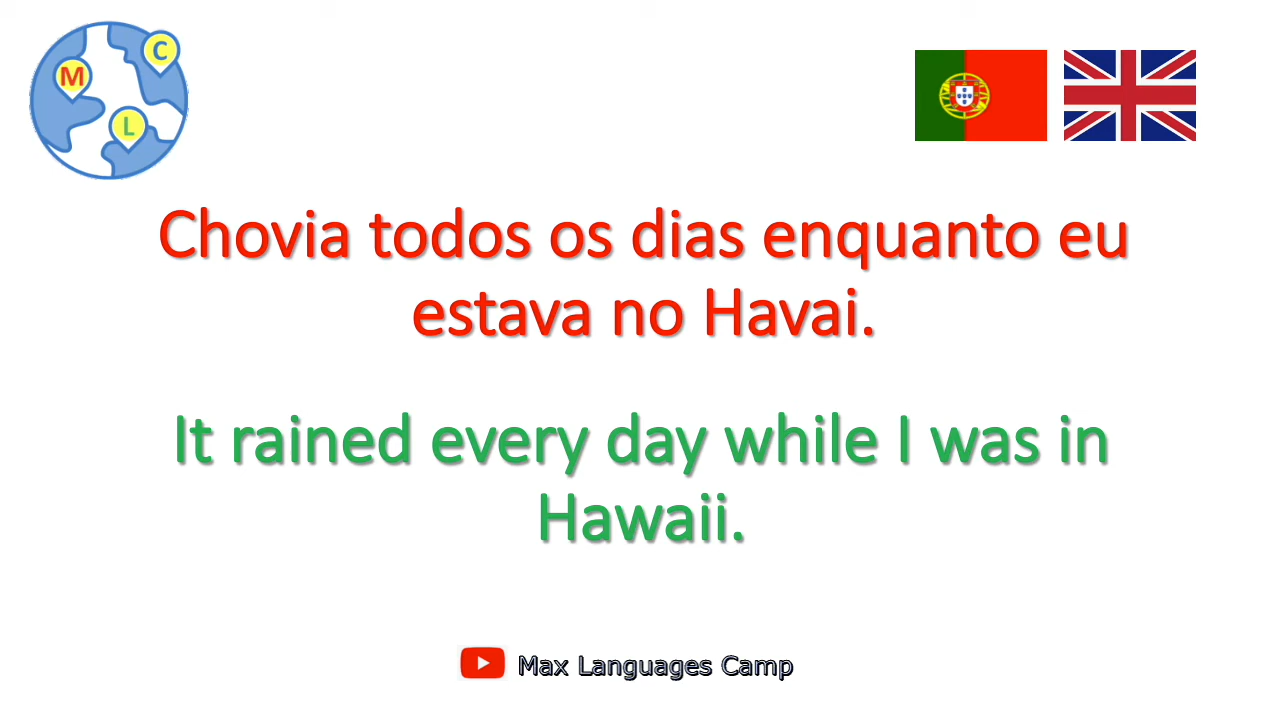 M
C
L
Chovia todos os dias enquanto eu
estava no Havai.
It rained every day while I was in
Hawaii.
Max Languages Camp